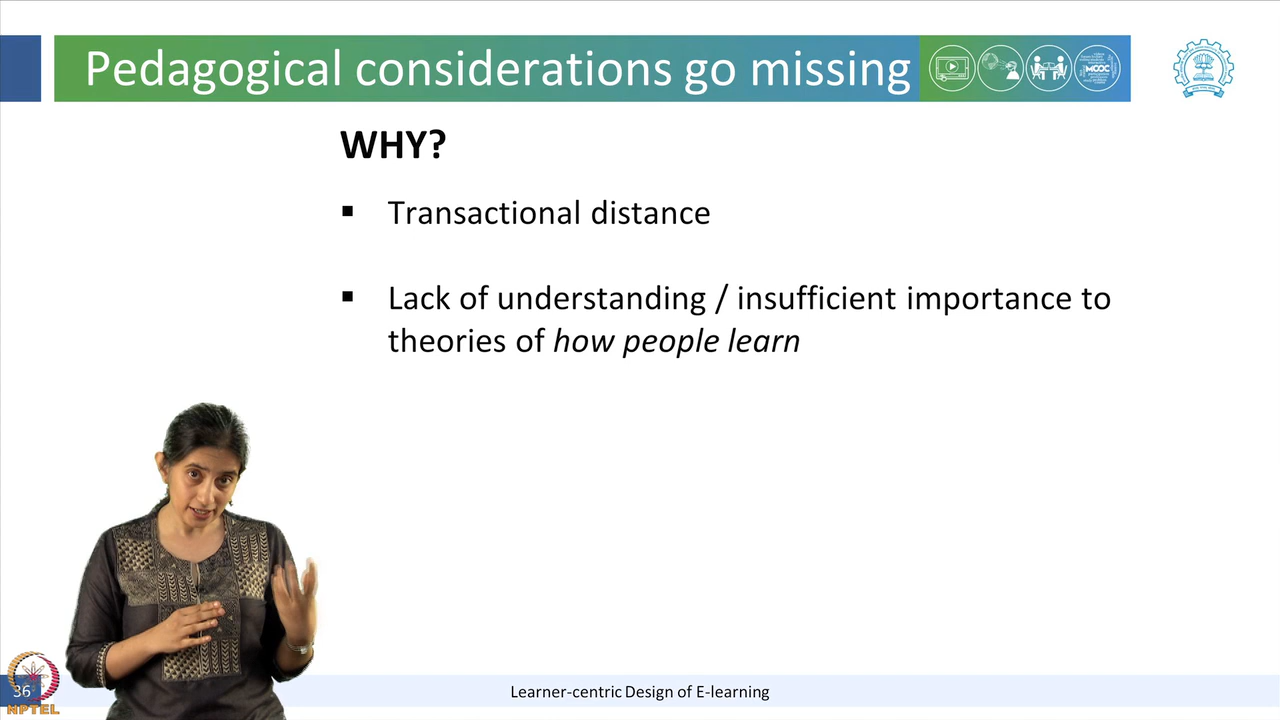 Pedagogical considerations go missing
MOOC
WHY?
▪ Transactional distance
▪ Lack of understanding / insufficient importance to
theories of how people learn
36
NPTEL
Learner-centric Design of E-learning